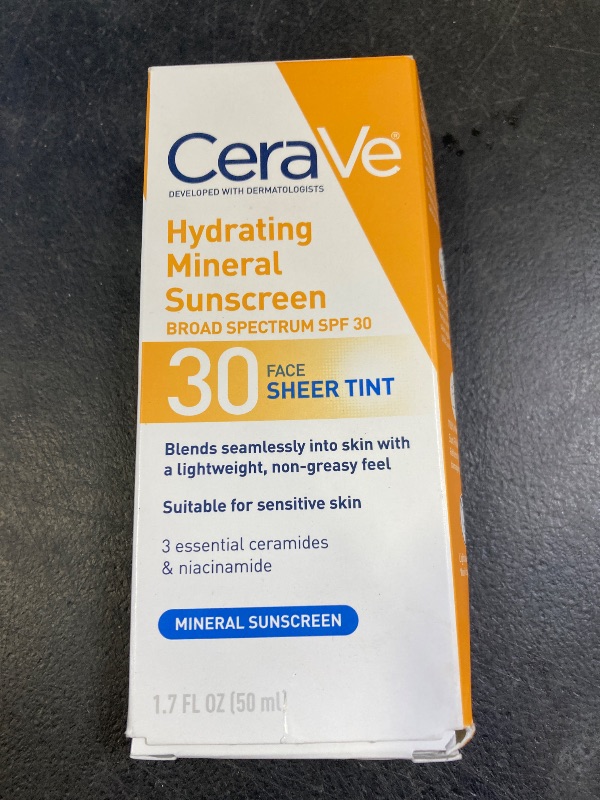 CeraVe®
DEVELOPED WITH DERMATOLOGISTS
Hydrating
Mineral
Sunscreen
BROAD SPECTRUM SPF 30
30 FACE
SHEER TINT
Blends seamlessly into skin with
a lightweight, non-greasy feel
Suitable for sensitive skin
3 essential ceramides
& niacinamide
MINERAL SUNSCREEN
1.7 FL OZ (50 mL)